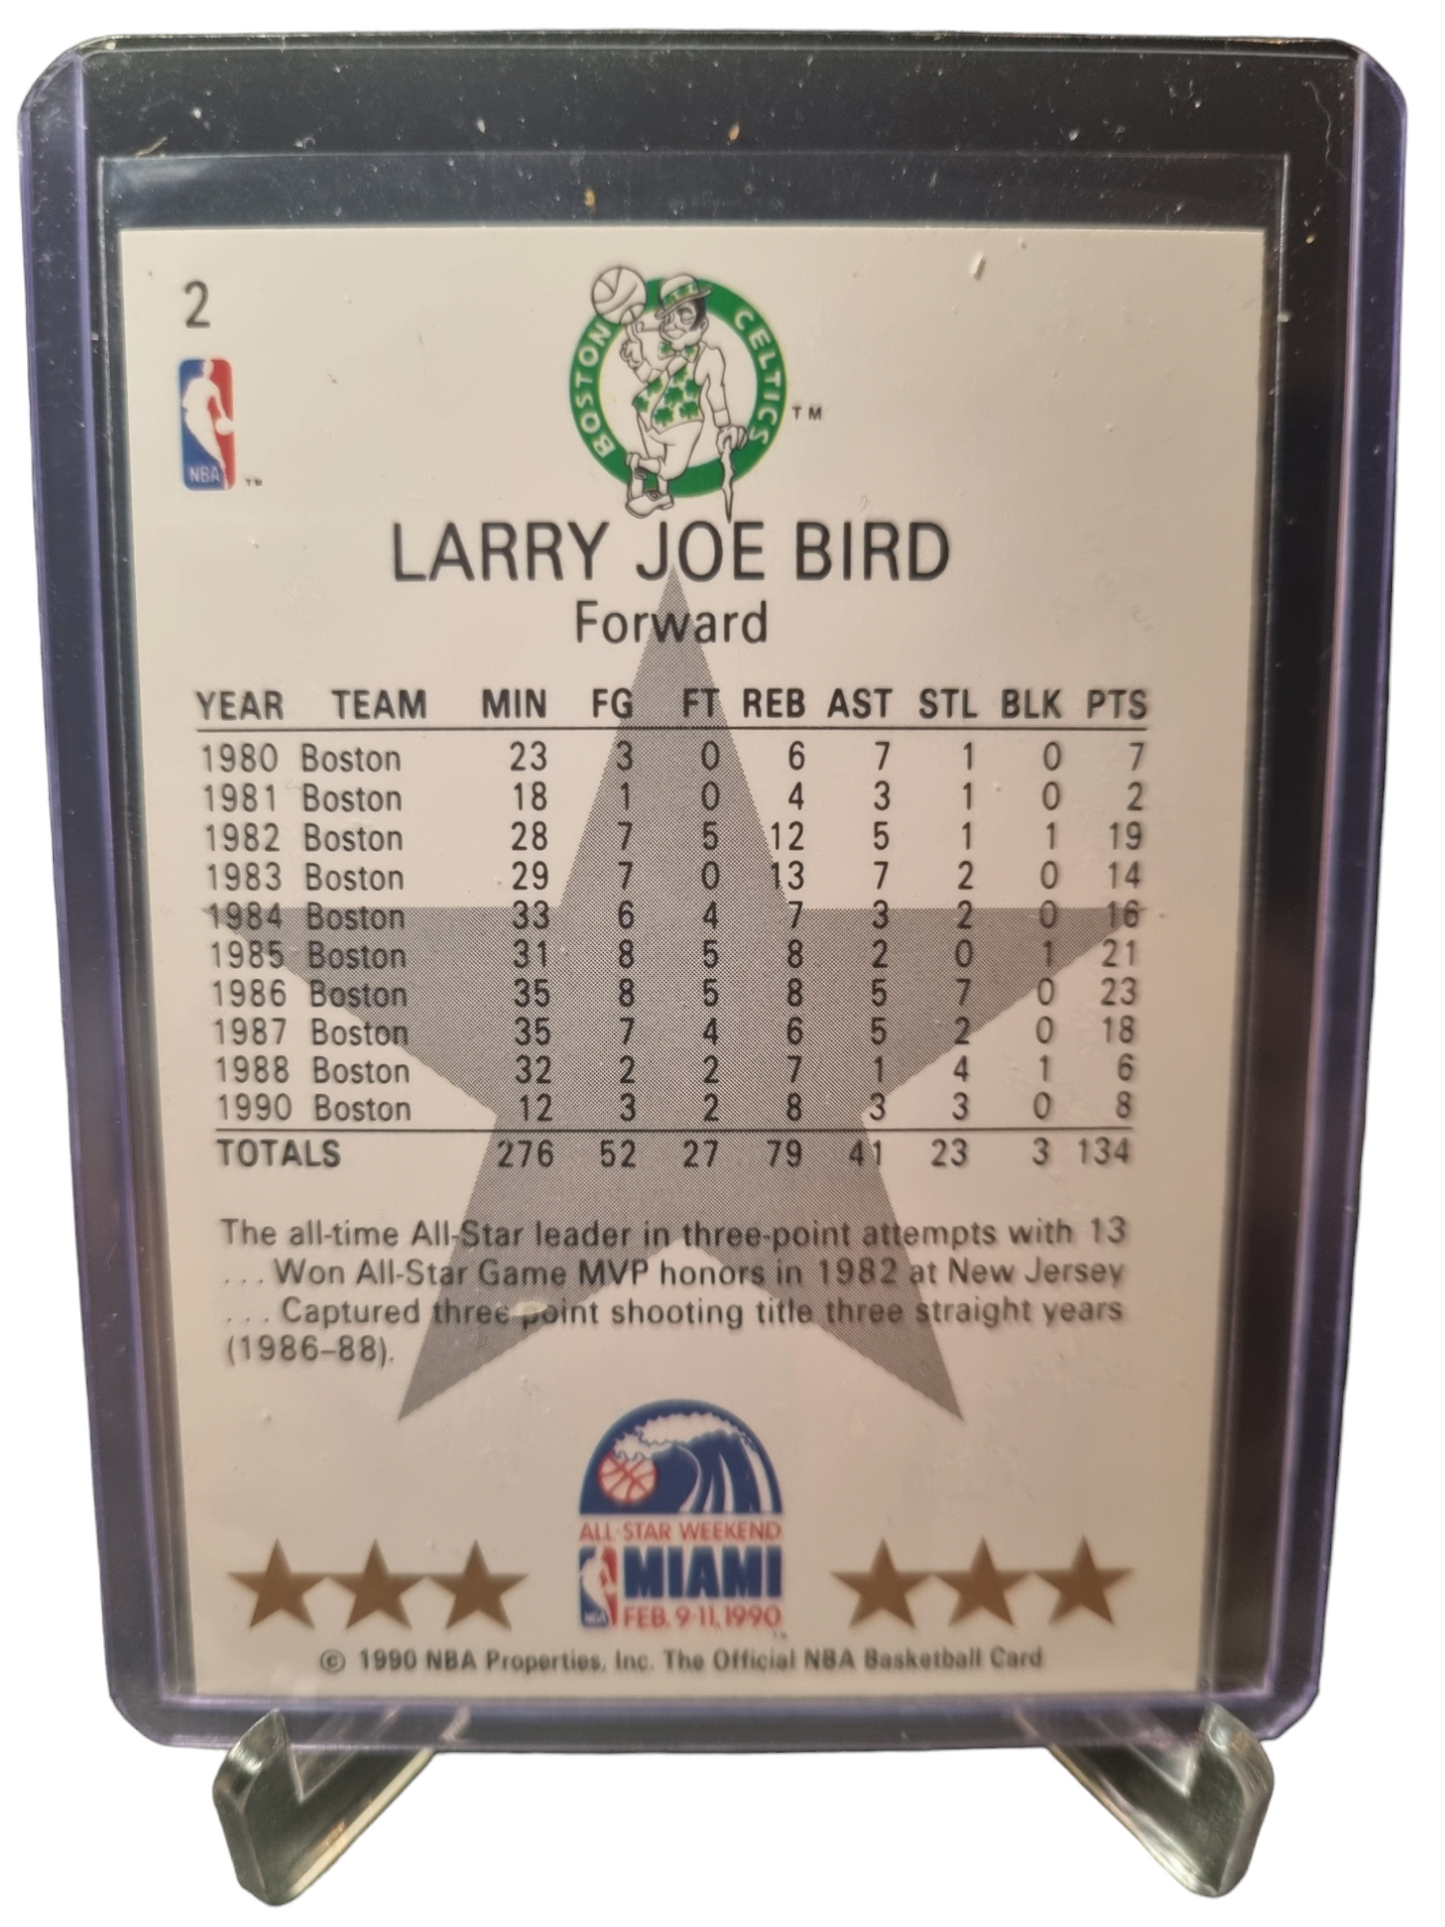 2
BOSTON CELTICS
TM
NBA
TM
LARRY JOE BIRD
Forward
YEAR TEAM MIN FG FT REB AST STL BLK PTS
1980 Boston 23 3 0 6 7 1 0 7
1981 Boston 18 1 0 4 3 1 0 2
1982 Boston 28 7 5 12 5 1 1 19
1983 Boston 29 7 0 13 7 2 0 14
1984 Boston 33 6 4 7 3 2 0 16
1985 Boston 31 8 5 8 2 0 1 21
1986 Boston 35 8 5 8 5 7 0 23
1987 Boston 35 7 4 6 5 2 0 18
1988 Boston 32 2 2 7 1 4 1 6
1990 Boston 12 3 2 8 3 3 0 8
TOTALS 276 52 27 79 41 23 3 134
The all-time All-Star leader in three-point attempts with 13
... Won All-Star Game MVP honors in 1982 at New Jersey
... Captured three point shooting title three straight years
(1986–88).
ALL-STAR WEEKEND
MIAMI
NBA
FEB. 9-11, 1990
© 1990 NBA Properties, Inc. The Official NBA Basketball Card